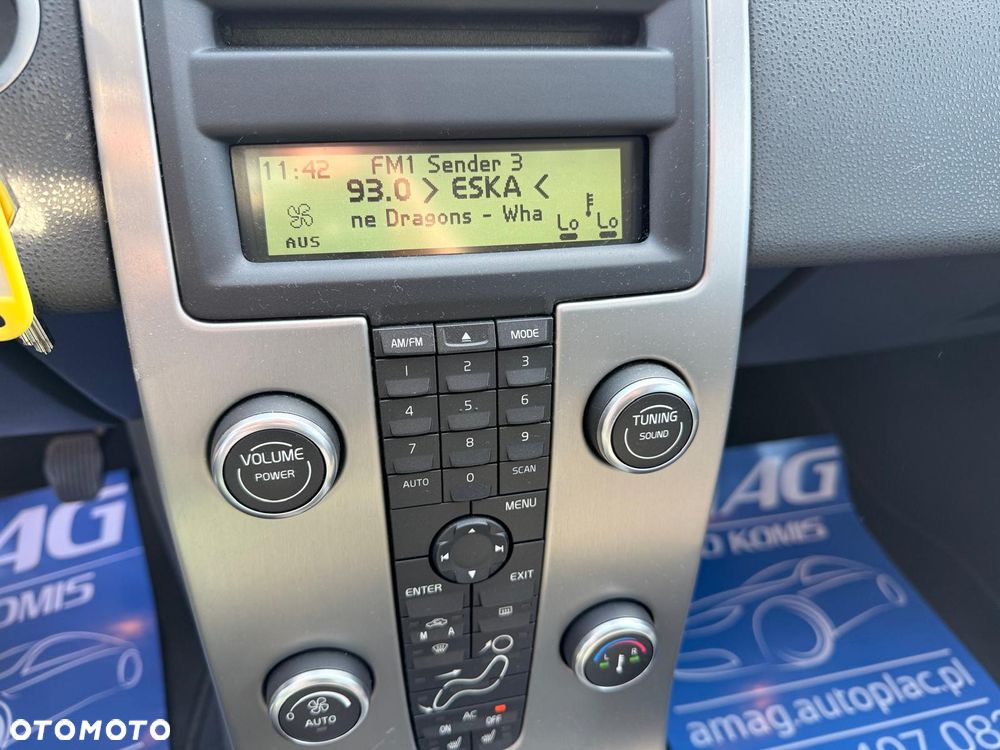 11:42 FM1 Sender 3
93.0 > ESKA <
ne Dragons - Wha
AUS
Lo Lo
AM/FM MODE
1 2 3
4 5 6
7 8 9
AUTO 0 SCAN
MENU
ENTER EXIT
M A
AC
ON OFF
VOLUME
POWER
TUNING
SOUND
0 AUTO
L R
AG
KOMIS
AG
O KOMIS
amag.autoplac.pl
OTOMOTO